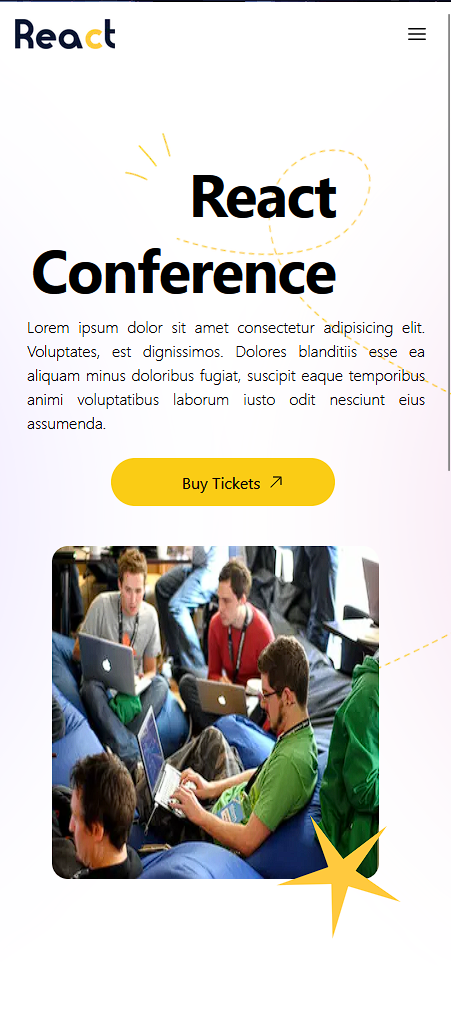 React
React
Conference
Lorem ipsum dolor sit amet consectetur adipisicing elit.
Voluptates, est dignissimos. Dolores blanditiis esse ea
aliquam minus doloribus fugiat, suscipit eaque temporibus
animi voluptatibus laborum iusto odit nesciunt eius
assumenda.
Buy Tickets